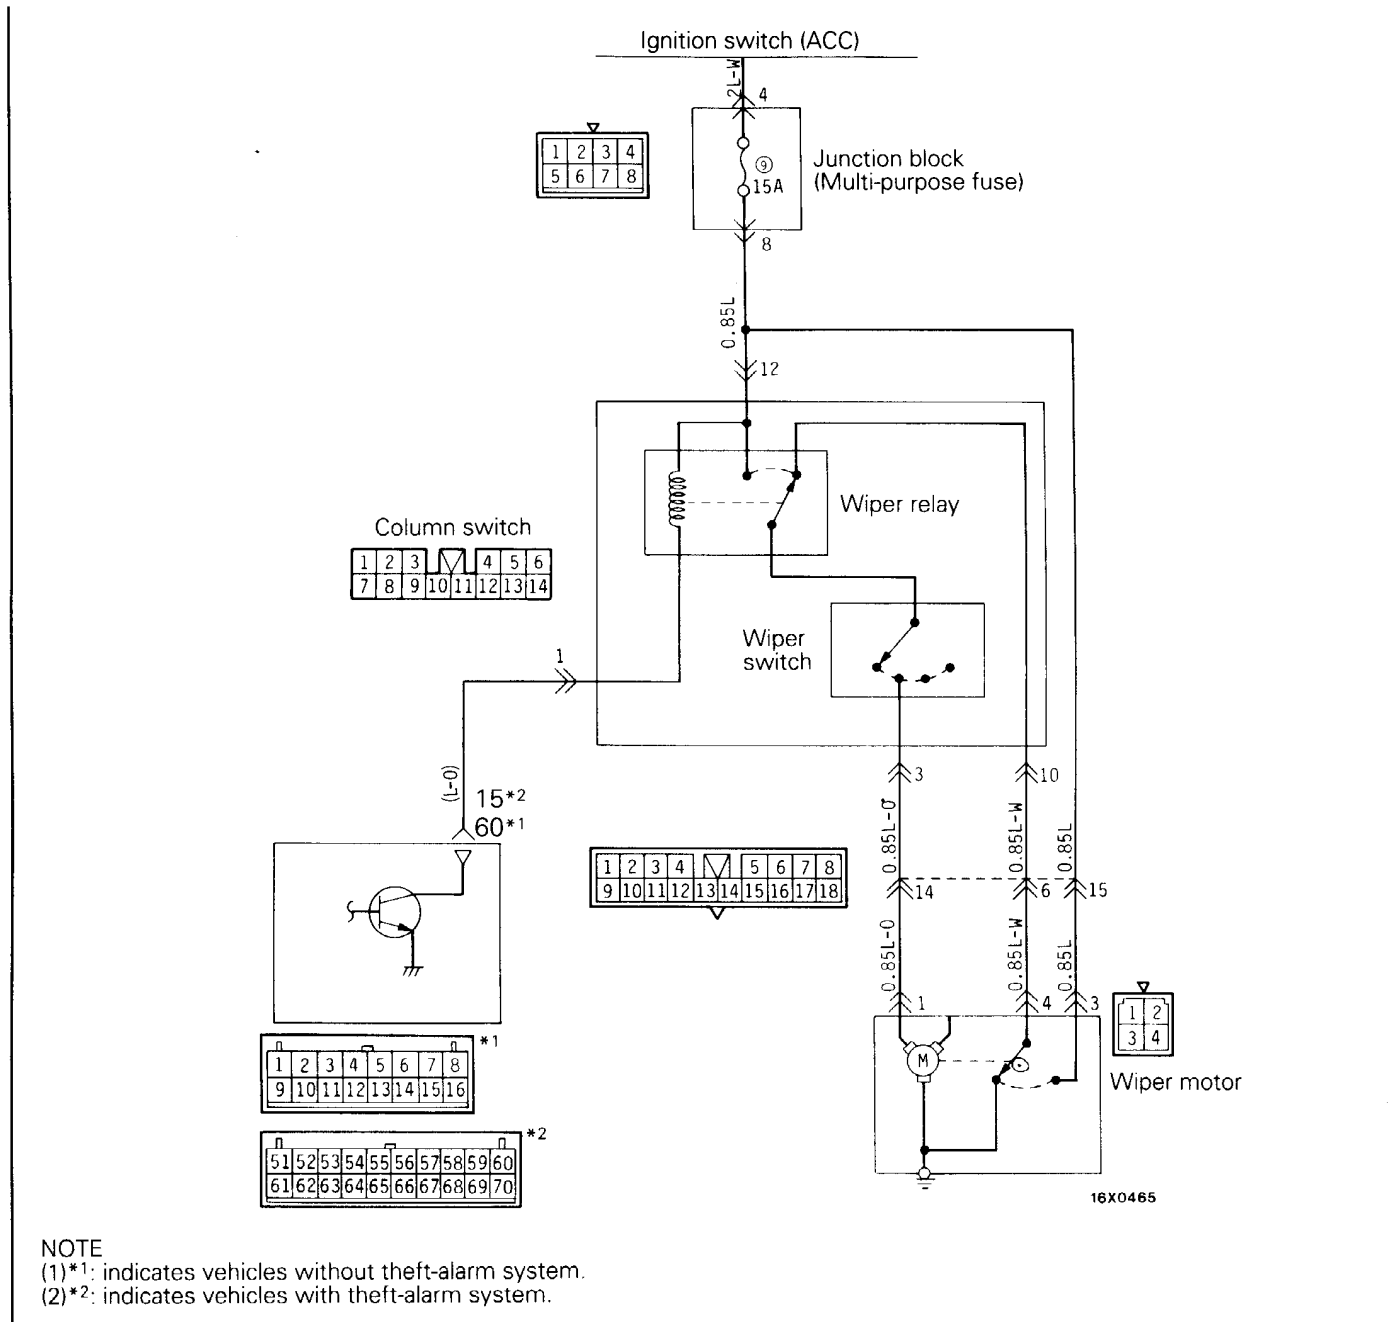 Ignition switch (ACC)
2L-W
4
1 2 3 4
5 6 7 8
⑨
15A
Junction block
(Multi-purpose fuse)
8
0.85L
12
Wiper relay
Column switch
1 2 3 4 5 6
7 8 9 10 11 12 13 14
Wiper
switch
1
3
10
(L-O)
15*2
60*1
0.85L-O
0.85L-W
0.85L
1 2 3 4 5 6 7 8
9 10 11 12 13 14 15 16 17 18
14
6
15
0.85L-O
0.85L-W
0.85L
1
4
3
1 2
3 4
M
Wiper motor
*1
1 2 3 4 5 6 7 8
9 10 11 12 13 14 15 16
*2
51 52 53 54 55 56 57 58 59 60
61 62 63 64 65 66 67 68 69 70
16X0465
NOTE
(1)*1: indicates vehicles without theft-alarm system.
(2)*2: indicates vehicles with theft-alarm system.